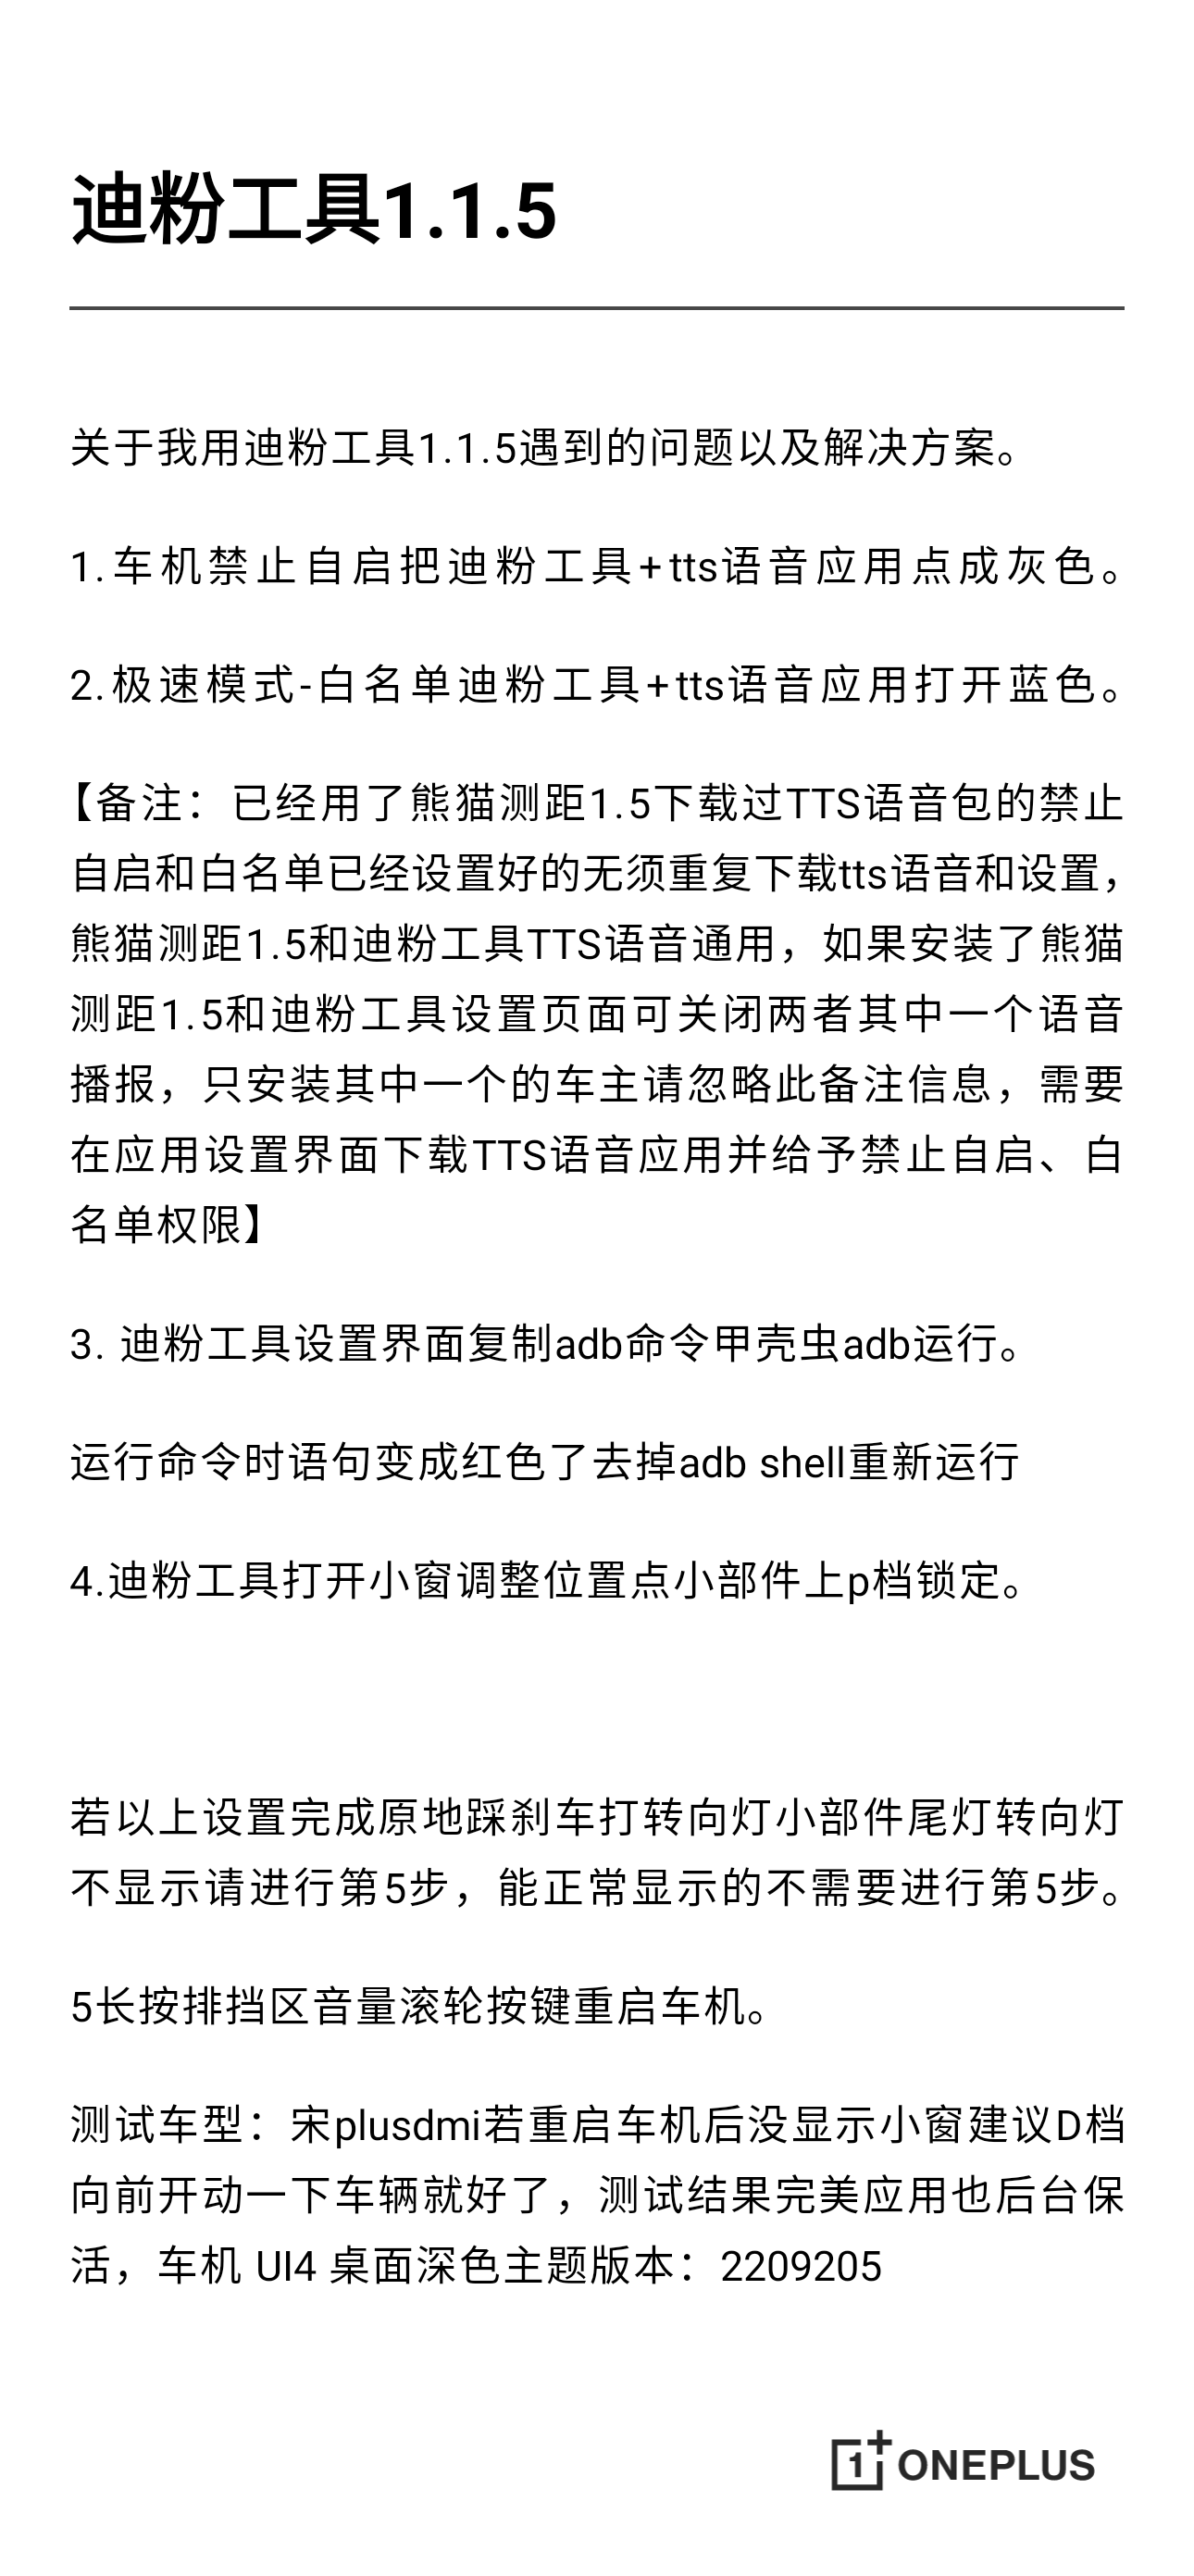 迪粉工具1.1.5
关于我用迪粉工具1.1.5遇到的问题以及解决方案。
1.车机禁止自启把迪粉工具+tts语音应用点成灰色。
2.极速模式-白名单迪粉工具+tts语音应用打开蓝色。
【备注：已经用了熊猫测距1.5下载过TTS语音包的禁止
自启和白名单已经设置好的无须重复下载tts语音和设置，
熊猫测距1.5和迪粉工具TTS语音通用，如果安装了熊猫
测距1.5和迪粉工具设置页面可关闭两者其中一个语音
播报，只安装其中一个的车主请忽略此备注信息，需要
在应用设置界面下载TTS语音应用并给予禁止自启、白
名单权限】
3. 迪粉工具设置界面复制adb命令甲壳虫adb运行。
运行命令时语句变成红色了去掉adb shell重新运行
4.迪粉工具打开小窗调整位置点小部件上p档锁定。
若以上设置完成原地踩刹车打转向灯小部件尾灯转向灯
不显示请进行第5步，能正常显示的不需要进行第5步。
5长按排挡区音量滚轮按键重启车机。
测试车型：宋plusdmi若重启车机后没显示小窗建议D档
向前开动一下车辆就好了，测试结果完美应用也后台保
活，车机 UI4 桌面深色主题版本：2209205
1+ ONEPLUS